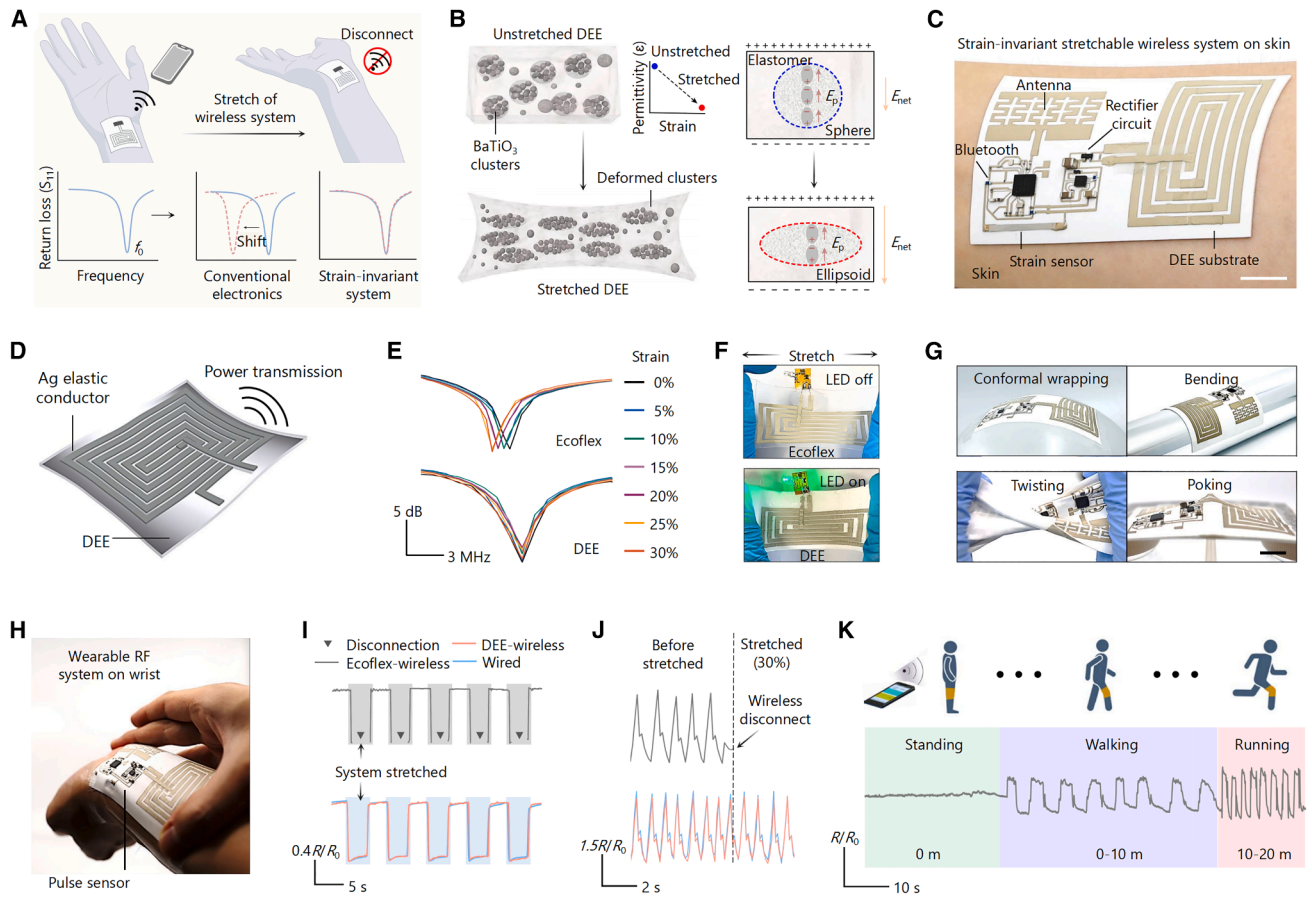 A
Disconnect
Stretch of
wireless system
Return loss (S11)
f0
Shift
Frequency
Conventional
electronics
Strain-invariant
system
B
Unstretched DEE
BaTiO3
clusters
Permittivity (ε)
Unstretched
Stretched
Strain
Deformed clusters
Stretched DEE
+ + + + + + + + + + + + + + +
Elastomer
Ep
Enet
Sphere
Ep
Enet
Ellipsoid
C
Strain-invariant stretchable wireless system on skin
Antenna
Rectifier
circuit
Bluetooth
Strain sensor
DEE substrate
Skin
D
Ag elastic
conductor
Power transmission
DEE
E
Strain
0%
5%
10%
15%
20%
25%
30%
Ecoflex
DEE
5 dB
3 MHz
F
Stretch
LED off
Ecoflex
LED on
DEE
G
Conformal wrapping
Bending
Twisting
Poking
H
Wearable RF
system on wrist
Pulse sensor
I
Disconnection
DEE-wireless
Ecoflex-wireless
Wired
System stretched
0.4R/R0
5 s
J
Before
stretched
Stretched
(30%)
Wireless
disconnect
1.5R/R0
2 s
K
Standing
Walking
Running
0 m
0-10 m
10-20 m
R/R0
10 s